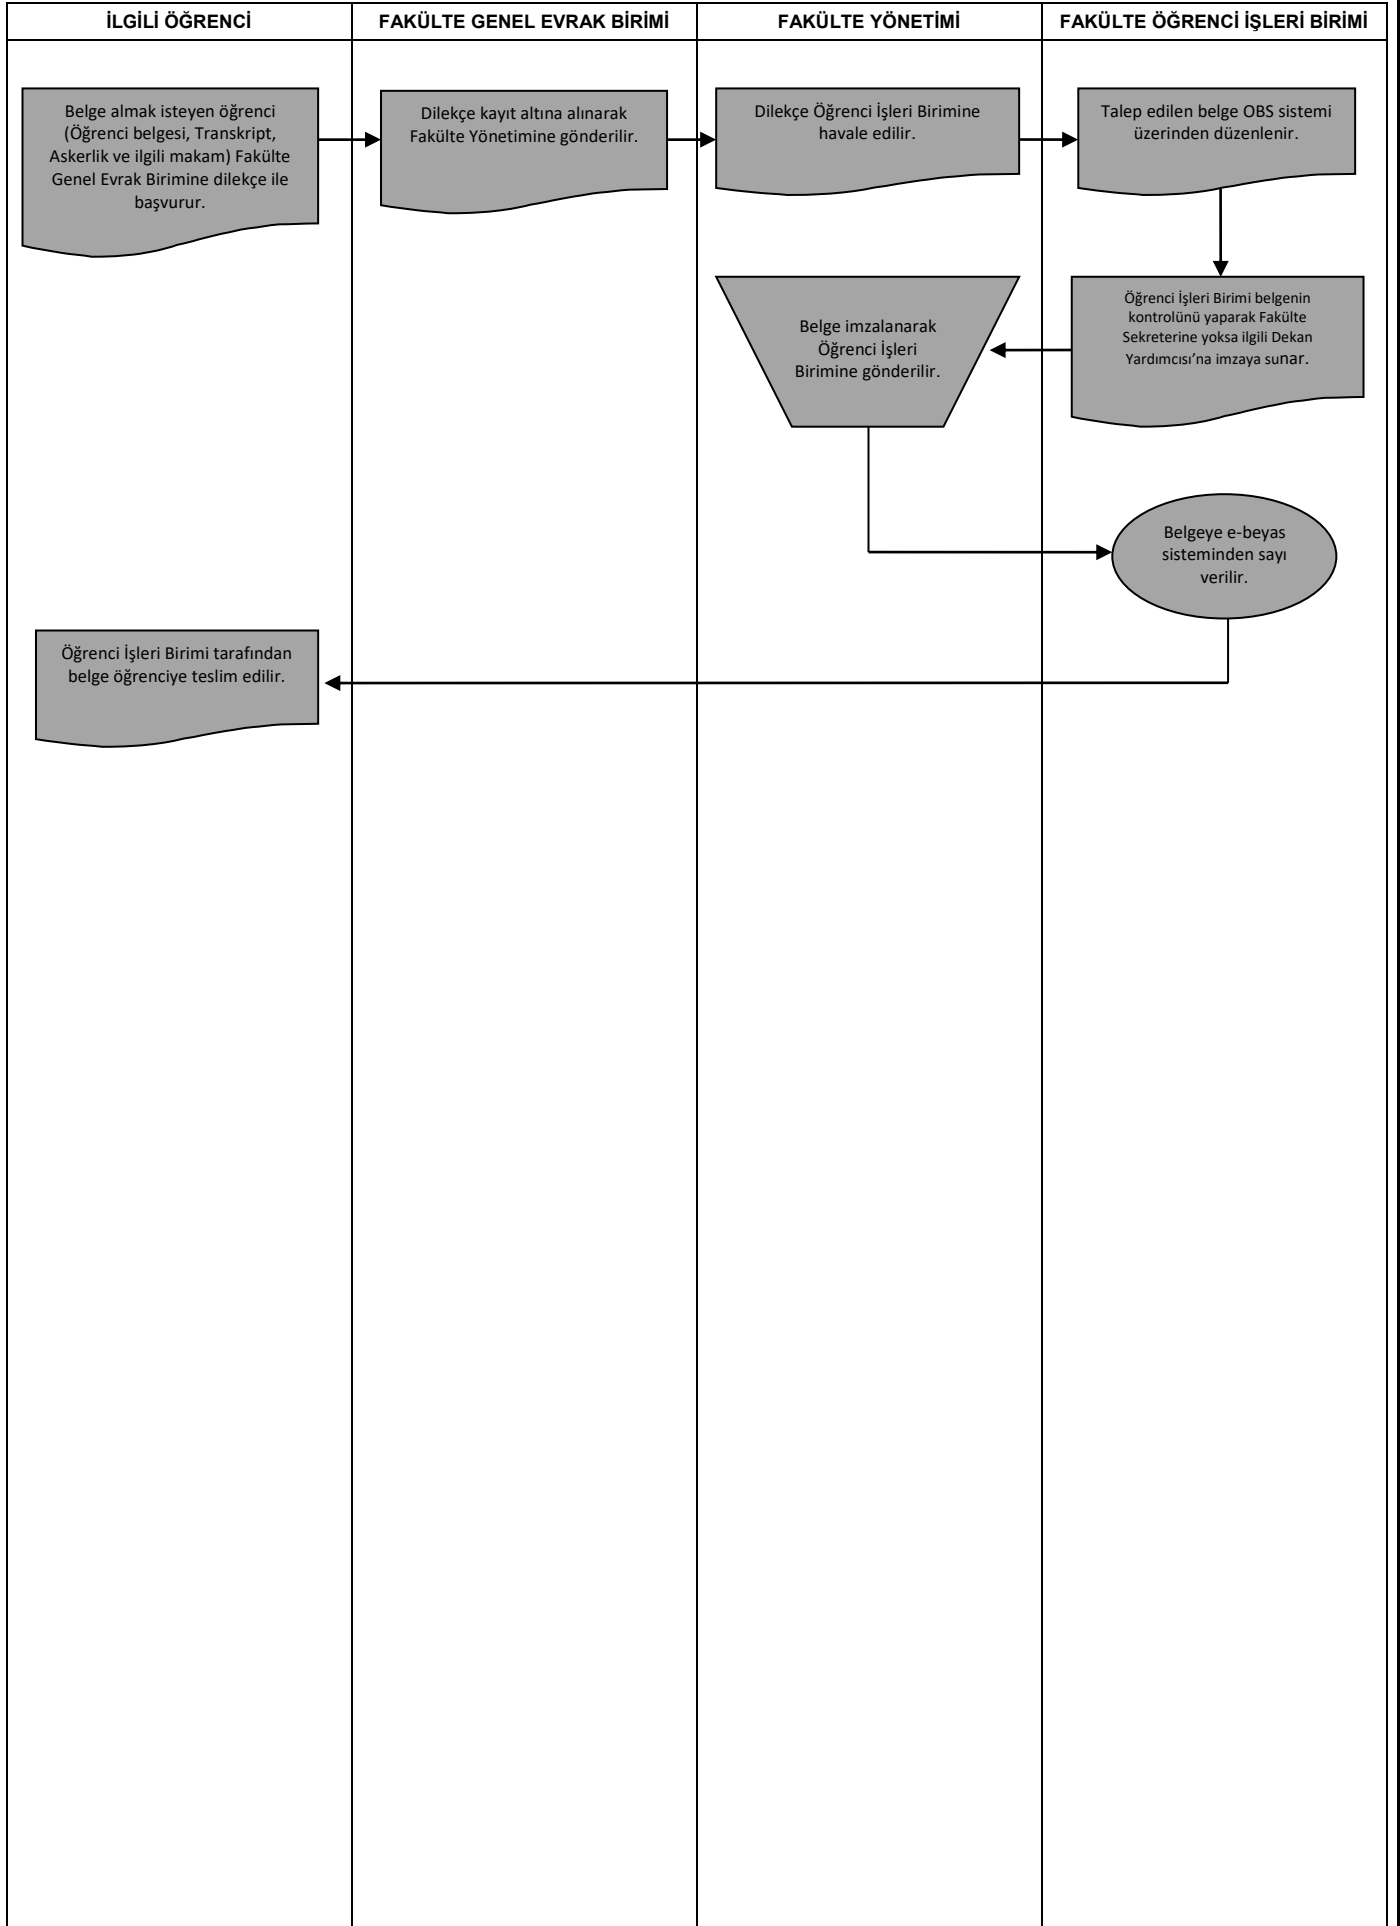 İLGİLİ ÖĞRENCİ
FAKÜLTE GENEL EVRAK BİRİMİ
FAKÜLTE YÖNETİMİ
FAKÜLTE ÖĞRENCİ İŞLERİ BİRİMİ
Belge almak isteyen öğrenci
(Öğrenci belgesi, Transkript,
Askerlik ve ilgili makam) Fakülte
Genel Evrak Birimine dilekçe ile
başvurur.
Dilekçe kayıt altına alınarak
Fakülte Yönetimine gönderilir.
Dilekçe Öğrenci İşleri Birimine
havale edilir.
Talep edilen belge OBS sistemi
üzerinden düzenlenir.
Öğrenci İşleri Birimi belgenin
kontrolünü yaparak Fakülte
Sekreterine yoksa ilgili Dekan
Yardımcısı’na imzaya sunar.
Belge imzalanarak
Öğrenci İşleri
Birimine gönderilir.
Belgeye e-beyas
sisteminden sayı
verilir.
Öğrenci İşleri Birimi tarafından
belge öğrenciye teslim edilir.